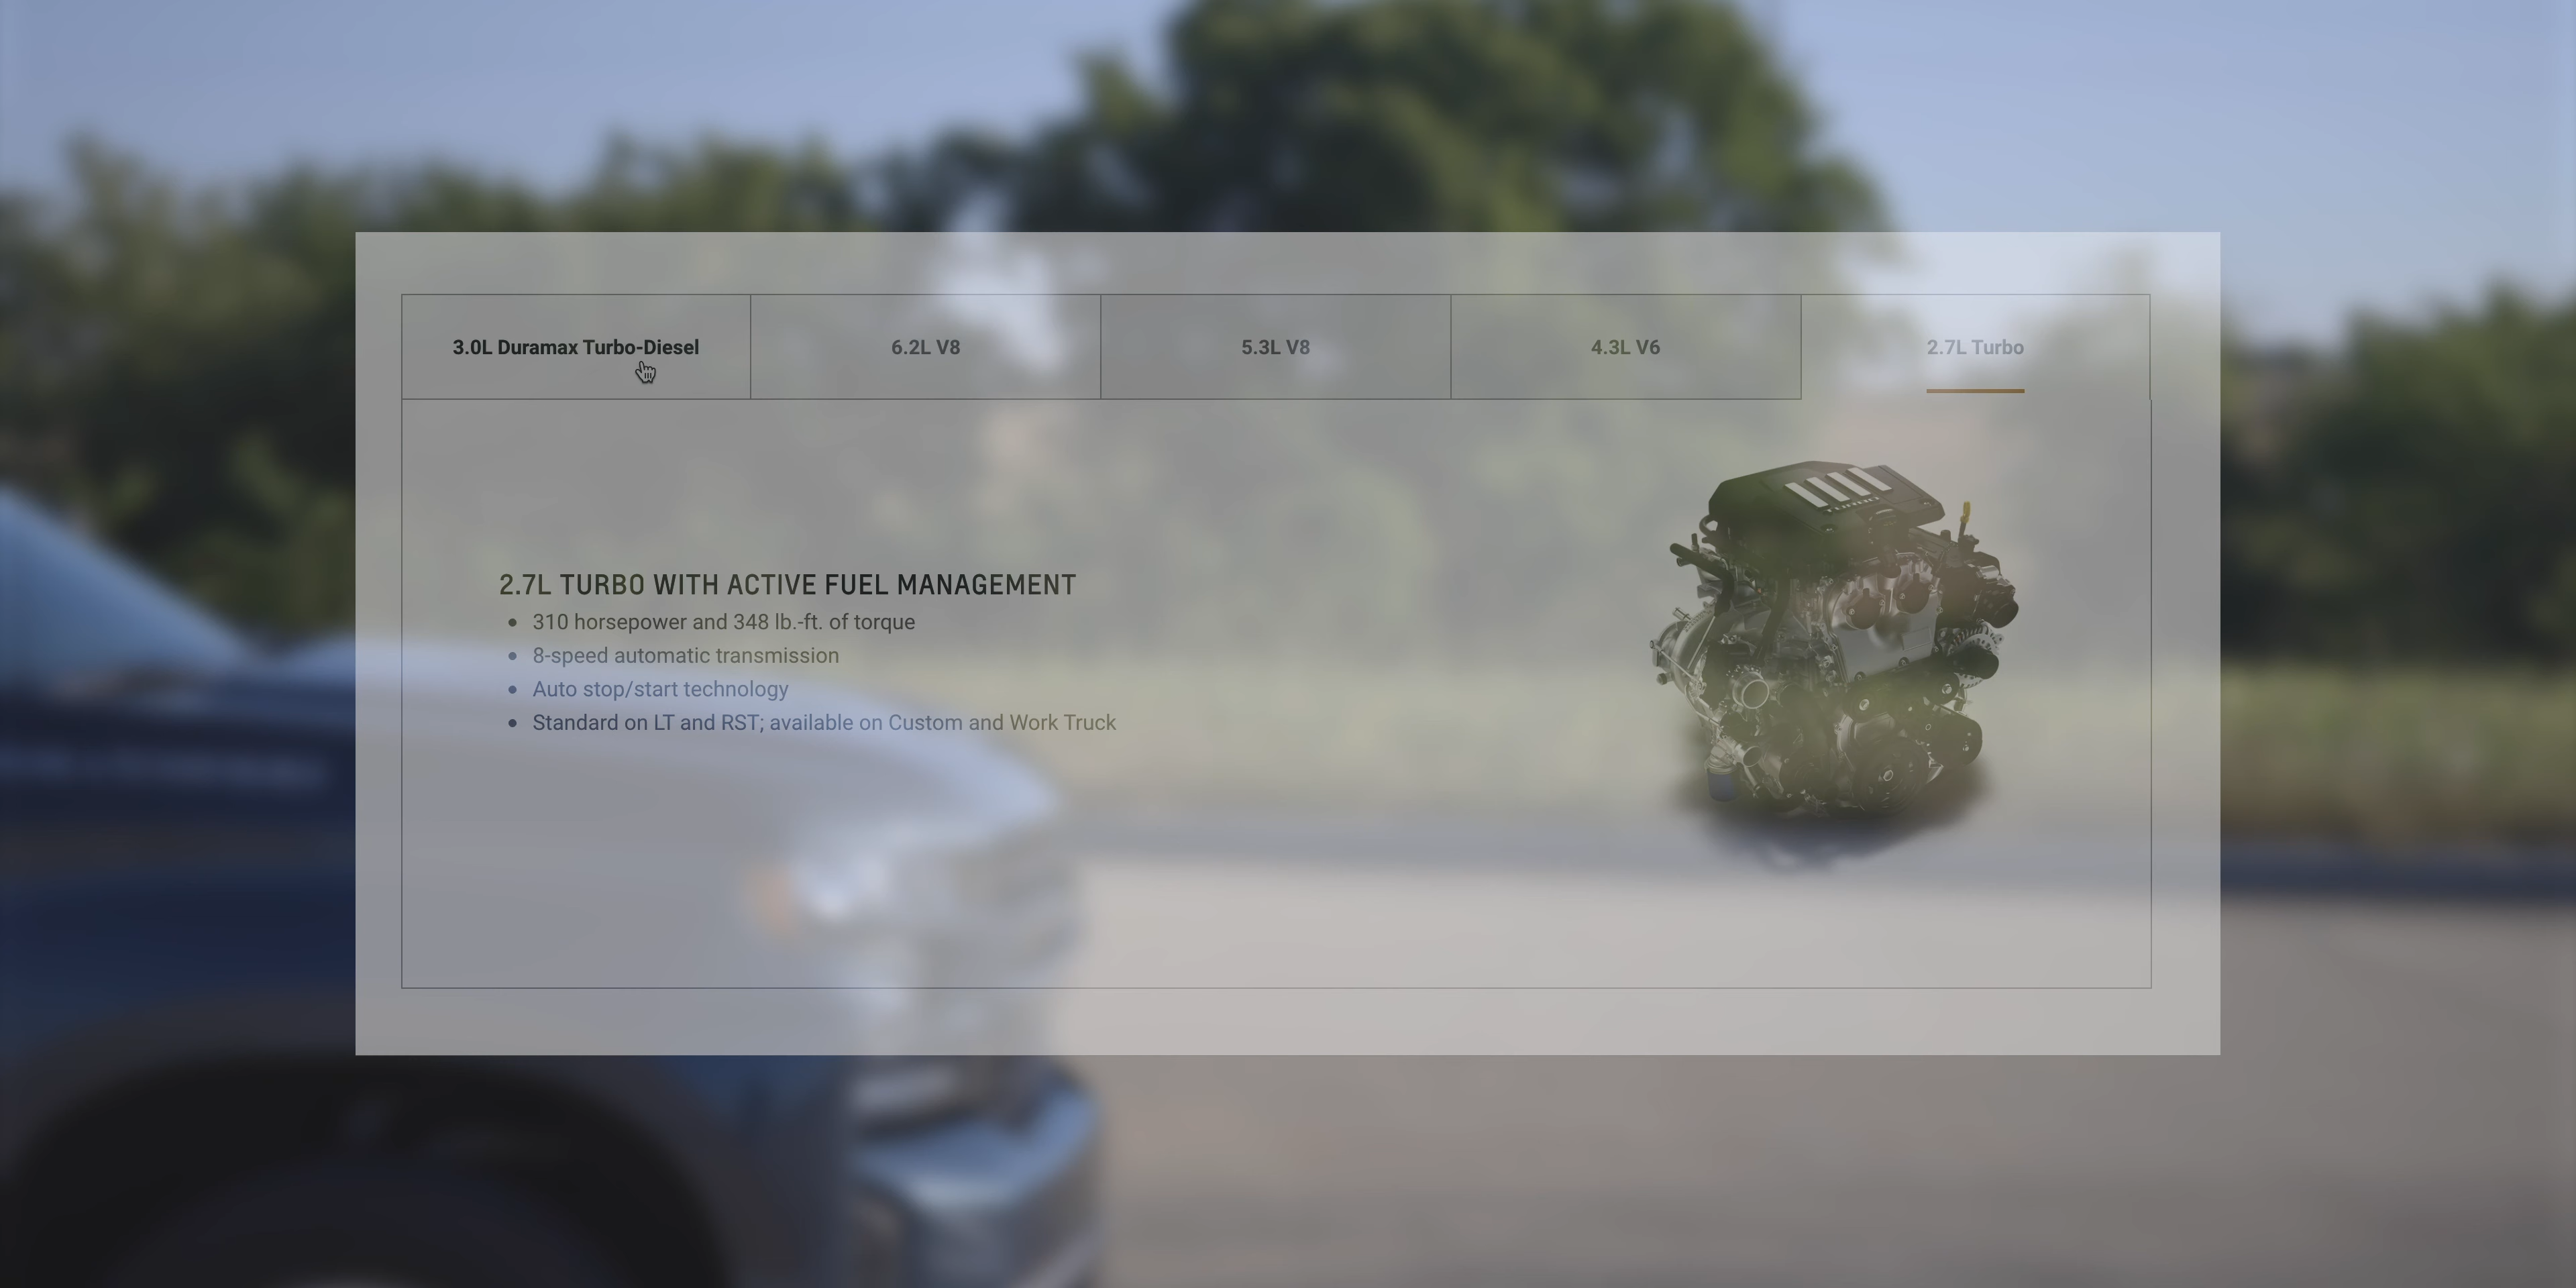 3.0L Duramax Turbo-Diesel
6.2L V8
5.3L V8
4.3L V6
2.7L Turbo
2.7L TURBO WITH ACTIVE FUEL MANAGEMENT
• 310 horsepower and 348 lb.-ft. of torque
• 8-speed automatic transmission
• Auto stop/start technology
• Standard on LT and RST; available on Custom and Work Truck